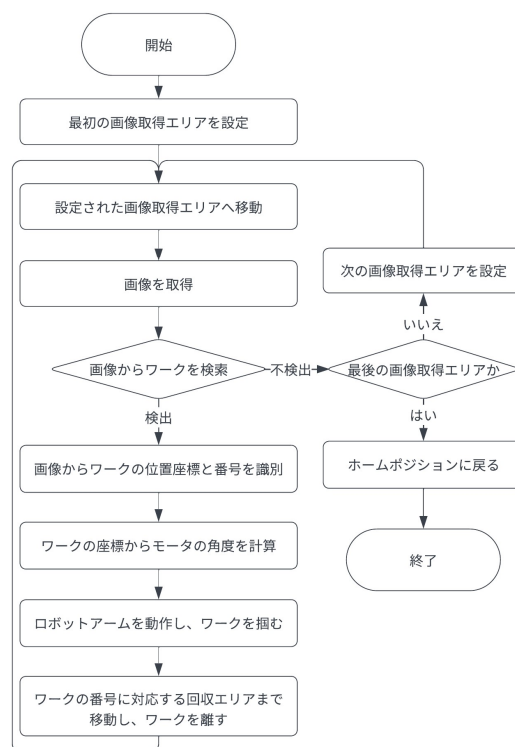 開始
最初の画像取得エリアを設定
設定された画像取得エリアへ移動
画像を取得
次の画像取得エリアを設定
いいえ
画像からワークを検索
不検出
最後の画像取得エリアか
検出
はい
画像からワークの位置座標と番号を識別
ホームポジションに戻る
ワークの座標からモータの角度を計算
終了
ロボットアームを動作し、ワークを掴む
ワークの番号に対応する回収エリアまで
移動し、ワークを離す